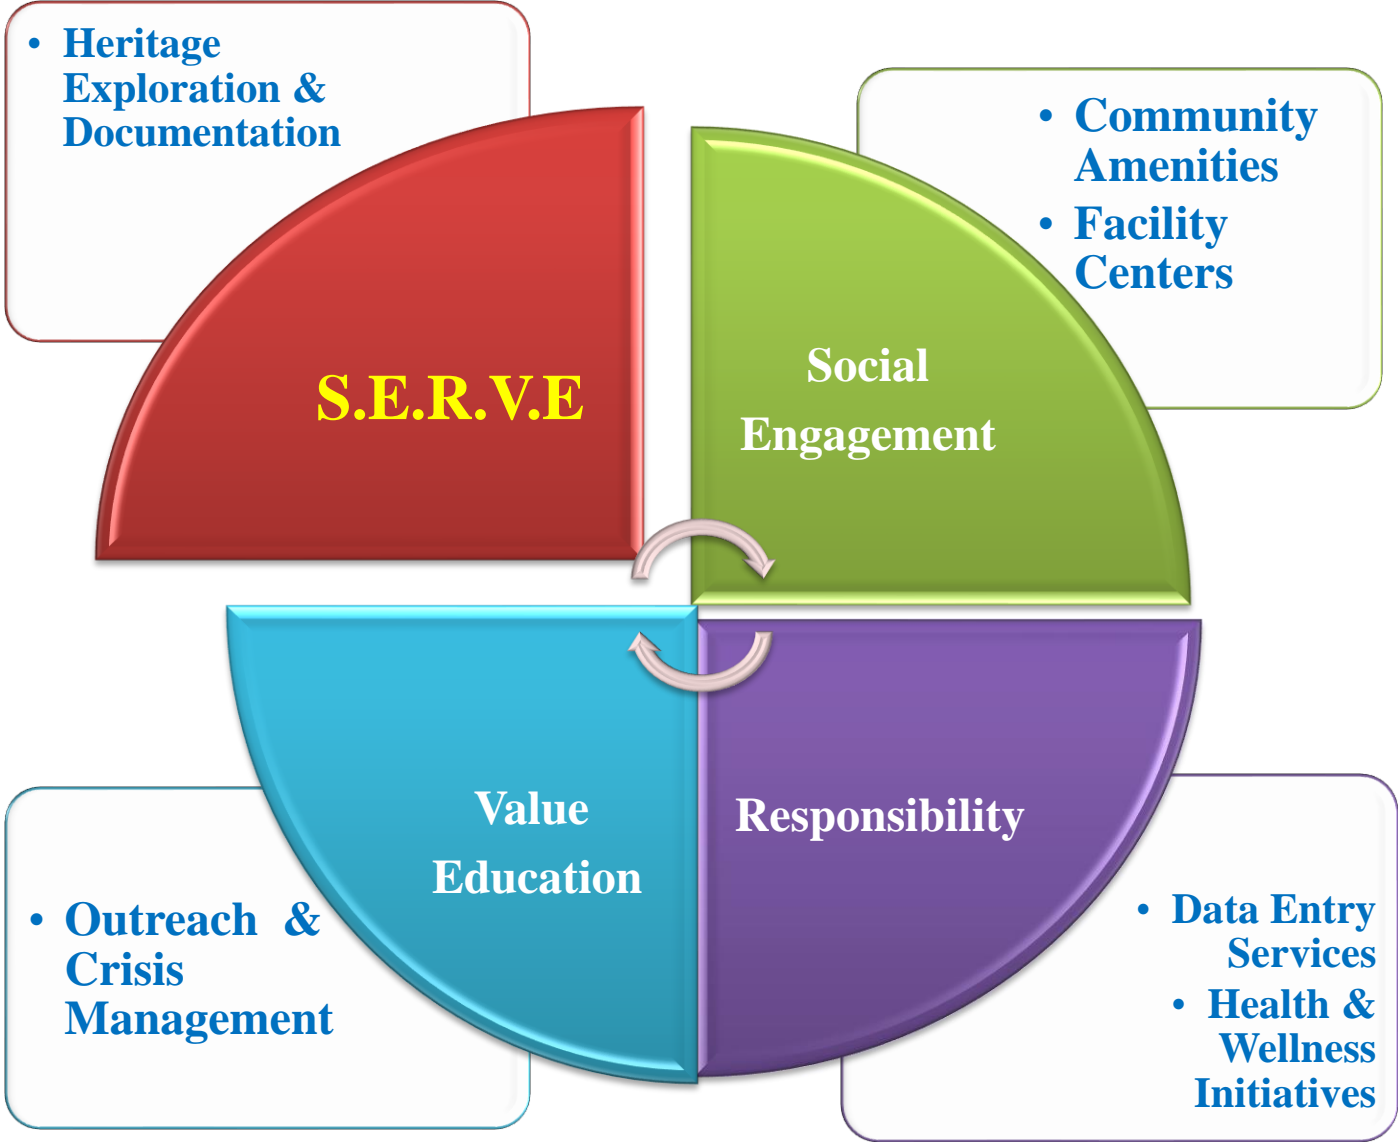 • Heritage
Exploration &
Documentation
• Community
Amenities
• Facility
Centers
S.E.R.V.E
Social
Engagement
Value
Education
Responsibility
• Outreach &
Crisis
Management
• Data Entry
Services
• Health &
Wellness
Initiatives